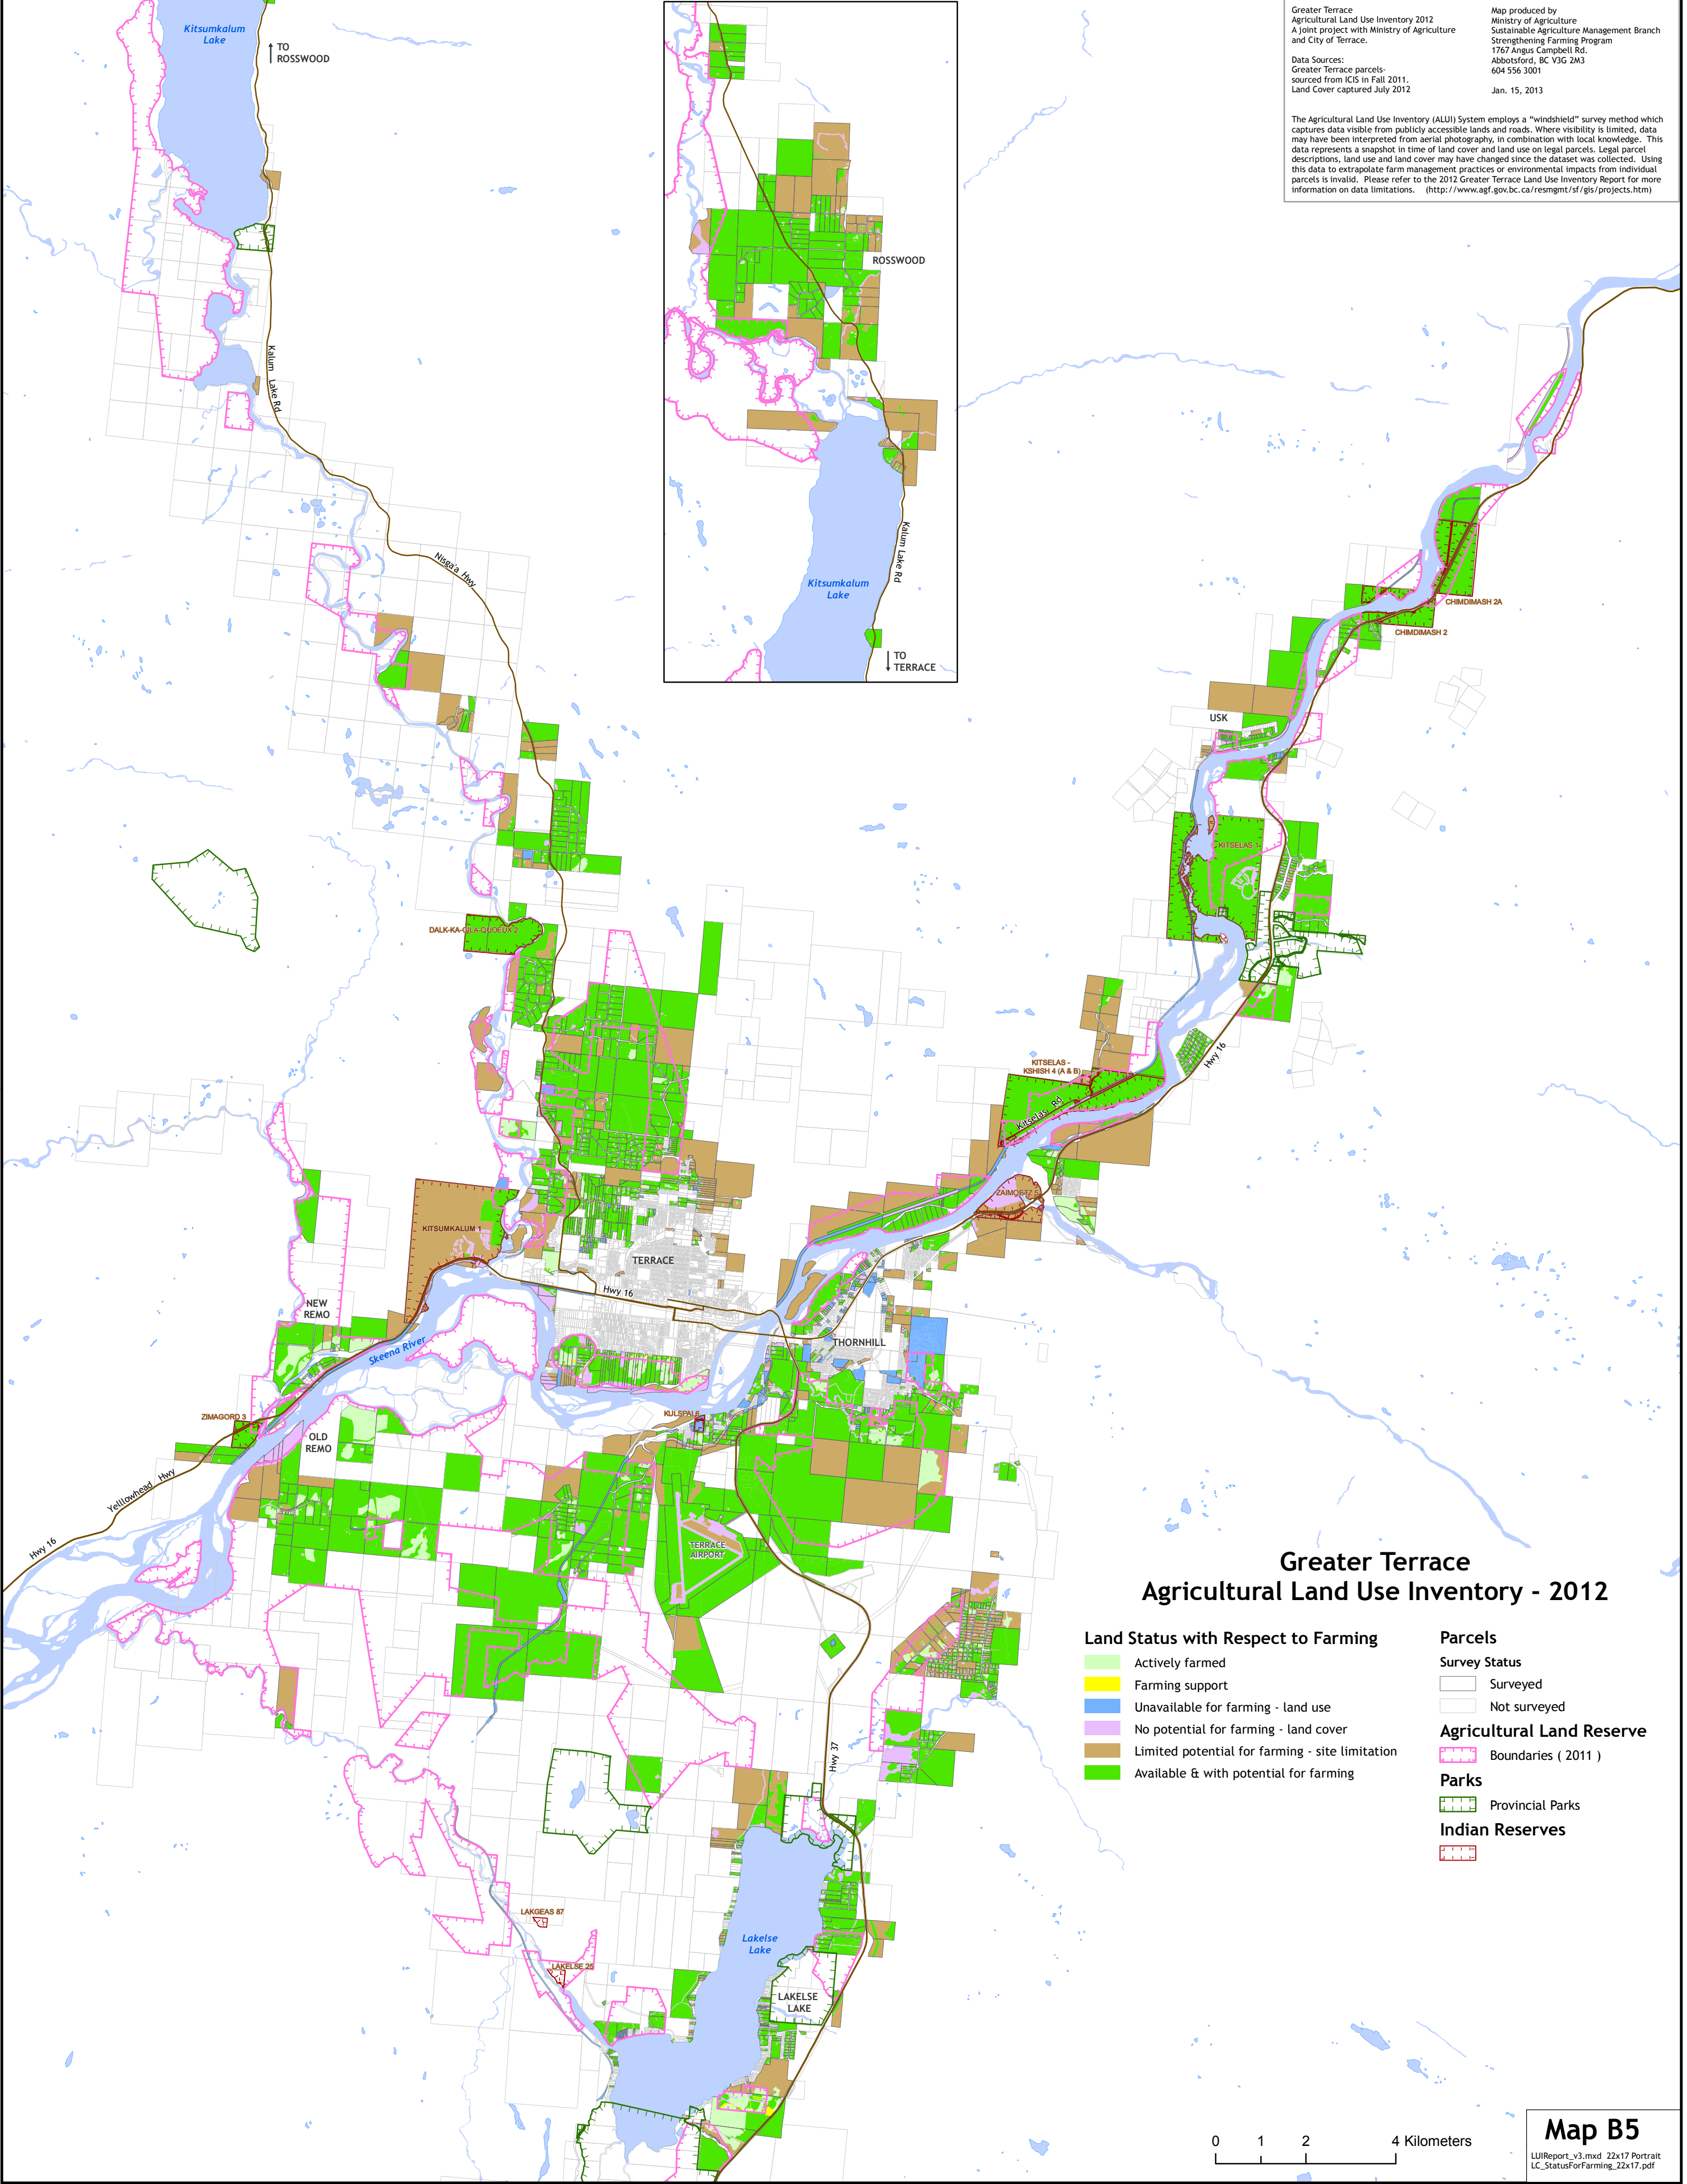 Greater Terrace
Agricultural Land Use Inventory 2012
A joint project with Ministry of Agriculture
and City of Terrace.
Data Sources:
Greater Terrace parcels-
sourced from ICIS in Fall 2011.
Land Cover captured July 2012
Map produced by
Ministry of Agriculture
Sustainable Agriculture Management Branch
Strengthening Farming Program
1767 Angus Campbell Rd.
Abbotsford, BC V3G 2M3
604 556 3001
Jan. 15, 2013
The Agricultural Land Use Inventory (ALUI) System employs a “windshield” survey method which
captures data visible from publicly accessible lands and roads. Where visibility is limited, data
may have been interpreted from aerial photography, in combination with local knowledge. This
data represents a snapshot in time of land cover and land use on legal parcels. Legal parcel
descriptions, land use and land cover may have changed since the dataset was collected. Using
this data to extrapolate farm management practices or environmental impacts from individual
parcels is invalid. Please refer to the 2012 Greater Terrace Land Use Inventory Report for more
information on data limitations. (http://www.agf.gov.bc.ca/resmgmt/sf/gis/projects.htm)
Kitsumkalum
Lake
TO
ROSSWOOD
ROSSWOOD
Kalum Lake Rd
Kalum Lake Rd
Kitsumkalum
Lake
TO
TERRACE
Nisga'a Hwy
CHIMDIMASH 2A
CHIMDIMASH 2
USK
KITSELAS 1
DALK-KA-GILA-QUOEUX 2
KITSELAS -
KSHISH 4 (A & B)
Hwy 16
Kitselas Rd
ZAIMOETZ 5
KITSUMKALUM 1
TERRACE
Hwy 16
NEW
REMO
Skeena River
THORNHILL
ZIMAGORD 3
KULSPAI 6
OLD
REMO
Yelllowhead Hwy
Hwy 16
TERRACE
AIRPORT
Hwy 37
LAKGEAS 87
Lakelse
Lake
LAKELSE 25
LAKELSE
LAKE
Greater Terrace
Agricultural Land Use Inventory - 2012
Land Status with Respect to Farming
Actively farmed
Farming support
Unavailable for farming - land use
No potential for farming - land cover
Limited potential for farming - site limitation
Available & with potential for farming
Parcels
Survey Status
Surveyed
Not surveyed
Agricultural Land Reserve
Boundaries ( 2011 )
Parks
Provincial Parks
Indian Reserves
0 1 2 4 Kilometers
Map B5
LUIReport_v3.mxd 22x17 Portrait
LC_StatusForFarming_22x17.pdf